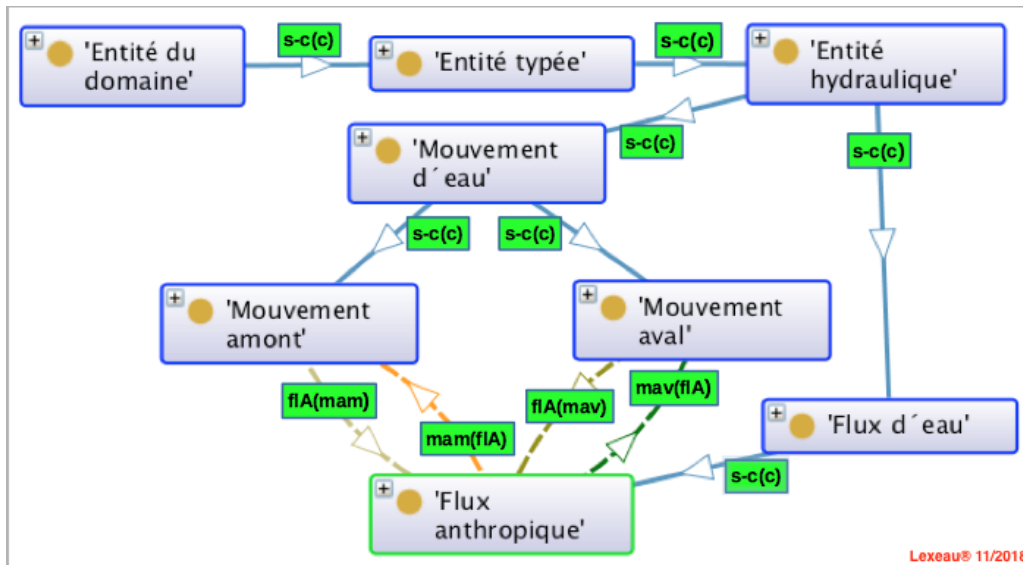 'Entité du
domaine'
s-c(c)
'Entité typée'
s-c(c)
'Entité
hydraulique'
'Mouvement
d´eau'
s-c(c)
s-c(c)
s-c(c)
s-c(c)
'Mouvement
amont'
'Mouvement
aval'
flA(mam)
mam(flA)
flA(mav)
mav(flA)
'Flux d´eau'
s-c(c)
'Flux
anthropique'
Lexeau® 11/2018